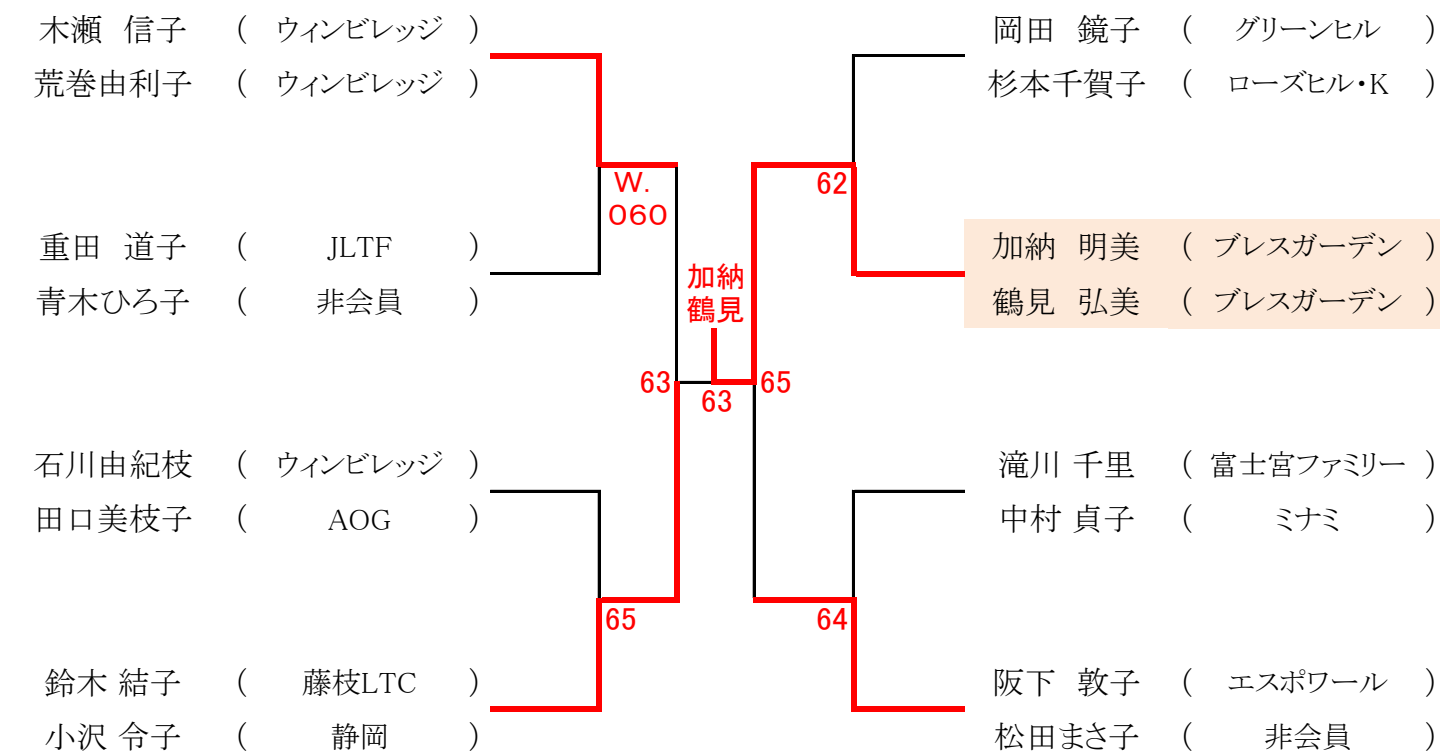 木瀬 信子 ( ウィンビレッジ )
荒巻由利子 ( ウィンビレッジ )
重田 道子 ( JLTF )
青木ひろ子 ( 非会員 )
石川由紀枝 ( ウィンビレッジ )
田口美枝子 ( AOG )
鈴木 結子 ( 藤枝LTC )
小沢 令子 ( 静岡 )
W.
060
65
63
加納
鶴見
63
65
62
64
岡田 鏡子 ( グリーンヒル )
杉本千賀子 ( ローズヒル・K )
加納 明美 ( ブレスガーデン )
鶴見 弘美 ( ブレスガーデン )
滝川 千里 ( 富士宮ファミリー )
中村 貞子 ( ミナミ )
阪下 敦子 ( エスポワール )
松田まさ子 ( 非会員 )